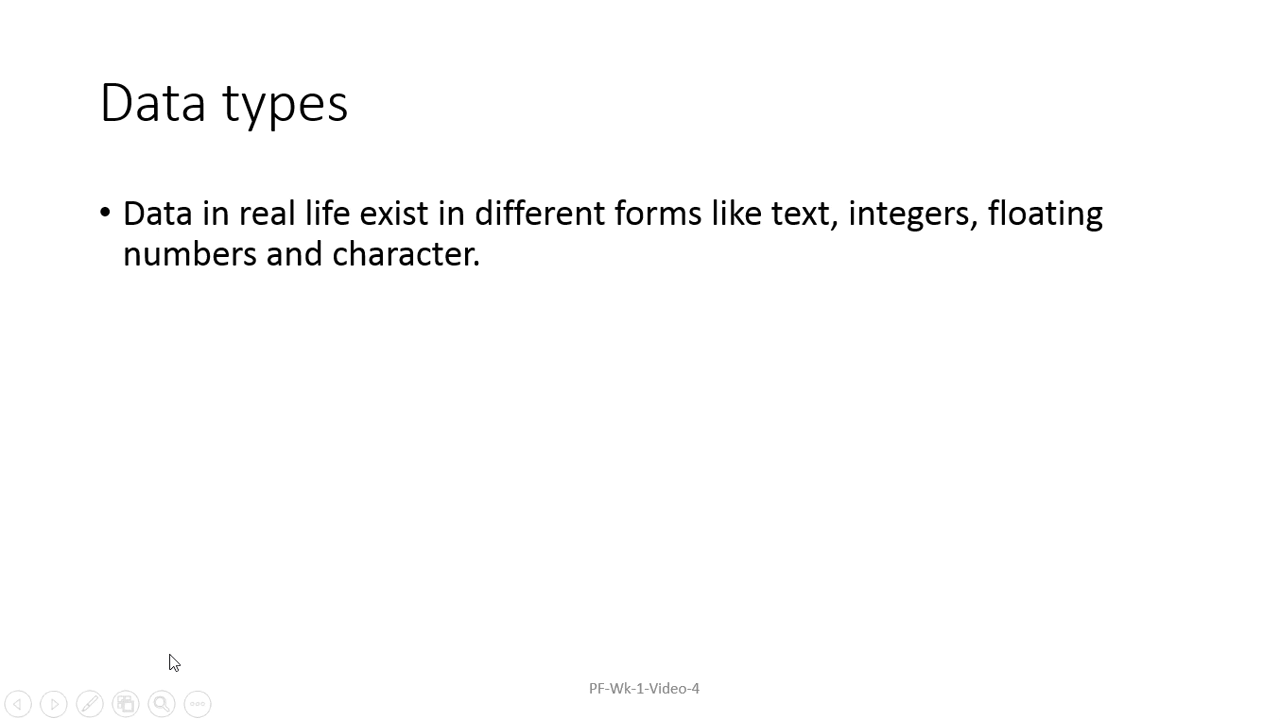 Data types
• Data in real life exist in different forms like text, integers, floating
numbers and character.
PF-Wk-1-Video-4